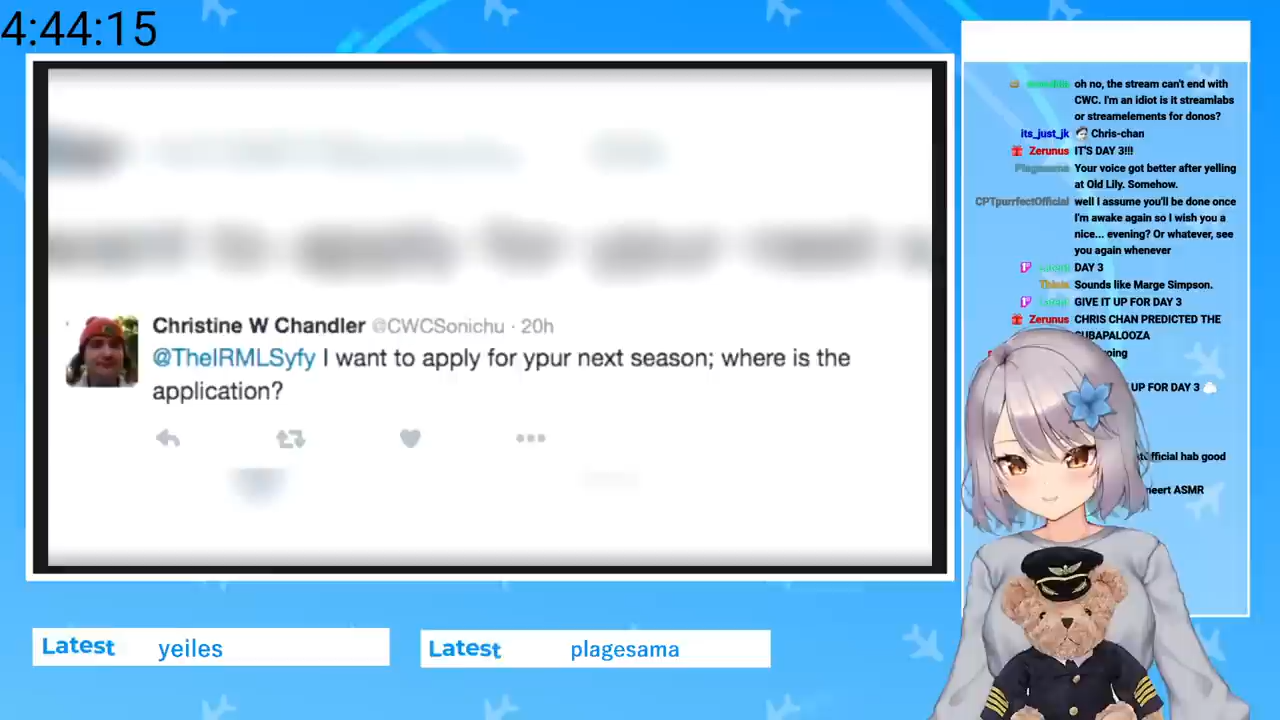 4:44:15
Christine W Chandler @CWCSonichu · 20h
@TheIRMLSyfy I want to apply for ypur next season; where is the
application?
oh no, the stream can't end with
CWC. I'm an idiot is it streamlabs
or streamelements for donos?
its_just_jk Chris-chan
Zerunus IT'S DAY 3!!!
Plagesama Your voice got better after yelling
at Old Lily. Somehow.
CPTpurrfectOfficial well I assume you'll be done once
I'm awake again so I wish you a
nice... evening? Or whatever, see
you again whenever
DAY 3
Sounds like Marge Simpson.
GIVE IT UP FOR DAY 3
Zerunus CHRIS CHAN PREDICTED THE
SUBAPALOOZA
UP FOR DAY 3
hab good
ASMR
Latest yeiles
Latest plagesama